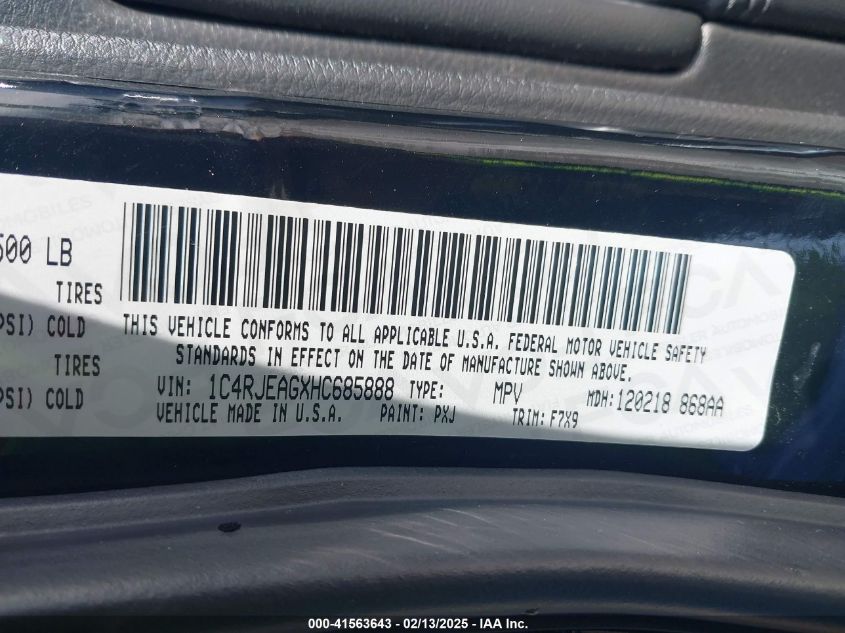 500 LB
TIRES
PSI) COLD
TIRES
PSI) COLD
THIS VEHICLE CONFORMS TO ALL APPLICABLE U.S.A. FEDERAL MOTOR VEHICLE SAFETY
STANDARDS IN EFFECT ON THE DATE OF MANUFACTURE SHOWN ABOVE.
VIN: 1C4RJEAGXHC685888 TYPE: MPV MDH:120218 868AA
VEHICLE MADE IN U.S.A. PAINT: PXJ TRIM: F7X9
000-41563643 - 02/13/2025 - IAA Inc.